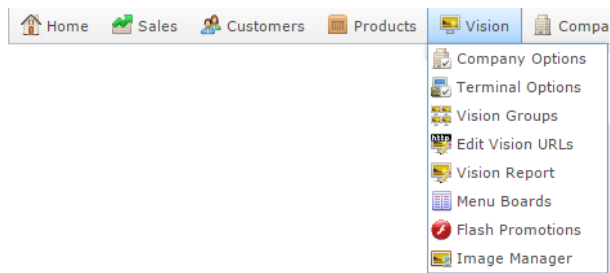 Home Sales Customers Products Vision Compa
Company Options
Terminal Options
Vision Groups
http
Edit Vision URLs
Vision Report
Menu Boards
Flash Promotions
Image Manager